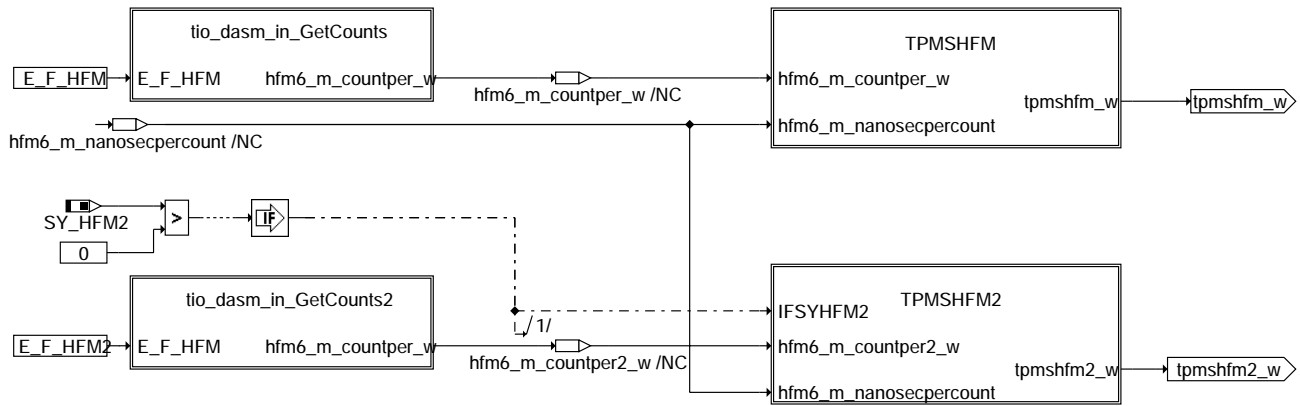 tio_dasm_in_GetCounts
TPMSHFM
E_F_HFM
E_F_HFM
hfm6_m_countper_w
hfm6_m_countper_w /NC
hfm6_m_countper_w
tpmshfm_w
tpmshfm_w
hfm6_m_nanosecpercount
hfm6_m_nanosecpercount /NC
SY_HFM2
>
IF
0
tio_dasm_in_GetCounts2
TPMSHFM2
IFSYHFM2
/1/
E_F_HFM2
E_F_HFM
hfm6_m_countper_w
hfm6_m_countper2_w /NC
hfm6_m_countper2_w
tpmshfm2_w
tpmshfm2_w
hfm6_m_nanosecpercount